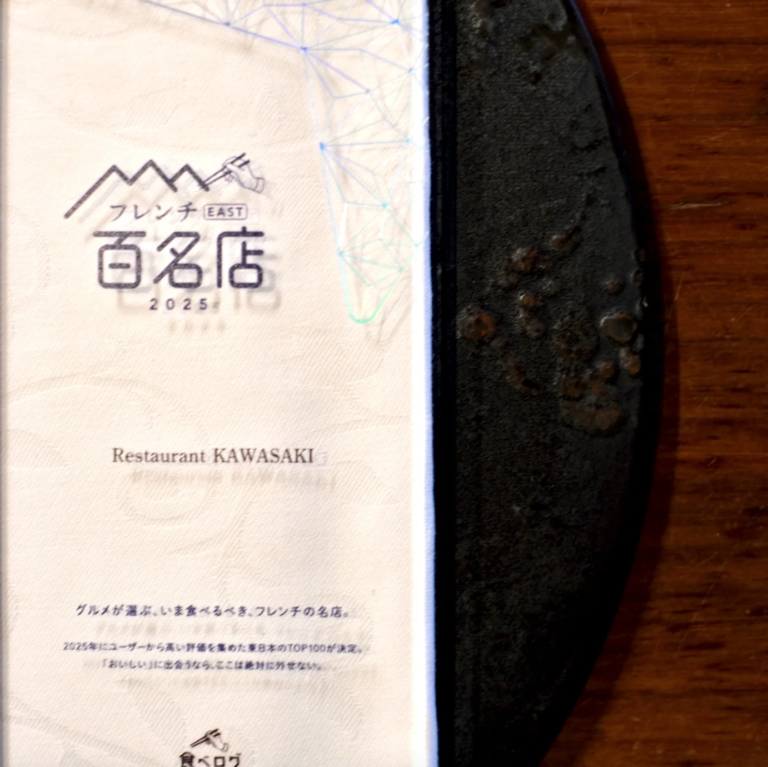 フレンチ EAST
百名店
2025
Restaurant KAWASAKI
グルメが選ぶ、いま食べるべき、フレンチの名店。
2025年にユーザーから高い評価を集めた東日本のTOP100が決定。
「おいしい」に出会うなら、ここは絶対に外せない。
食べログ